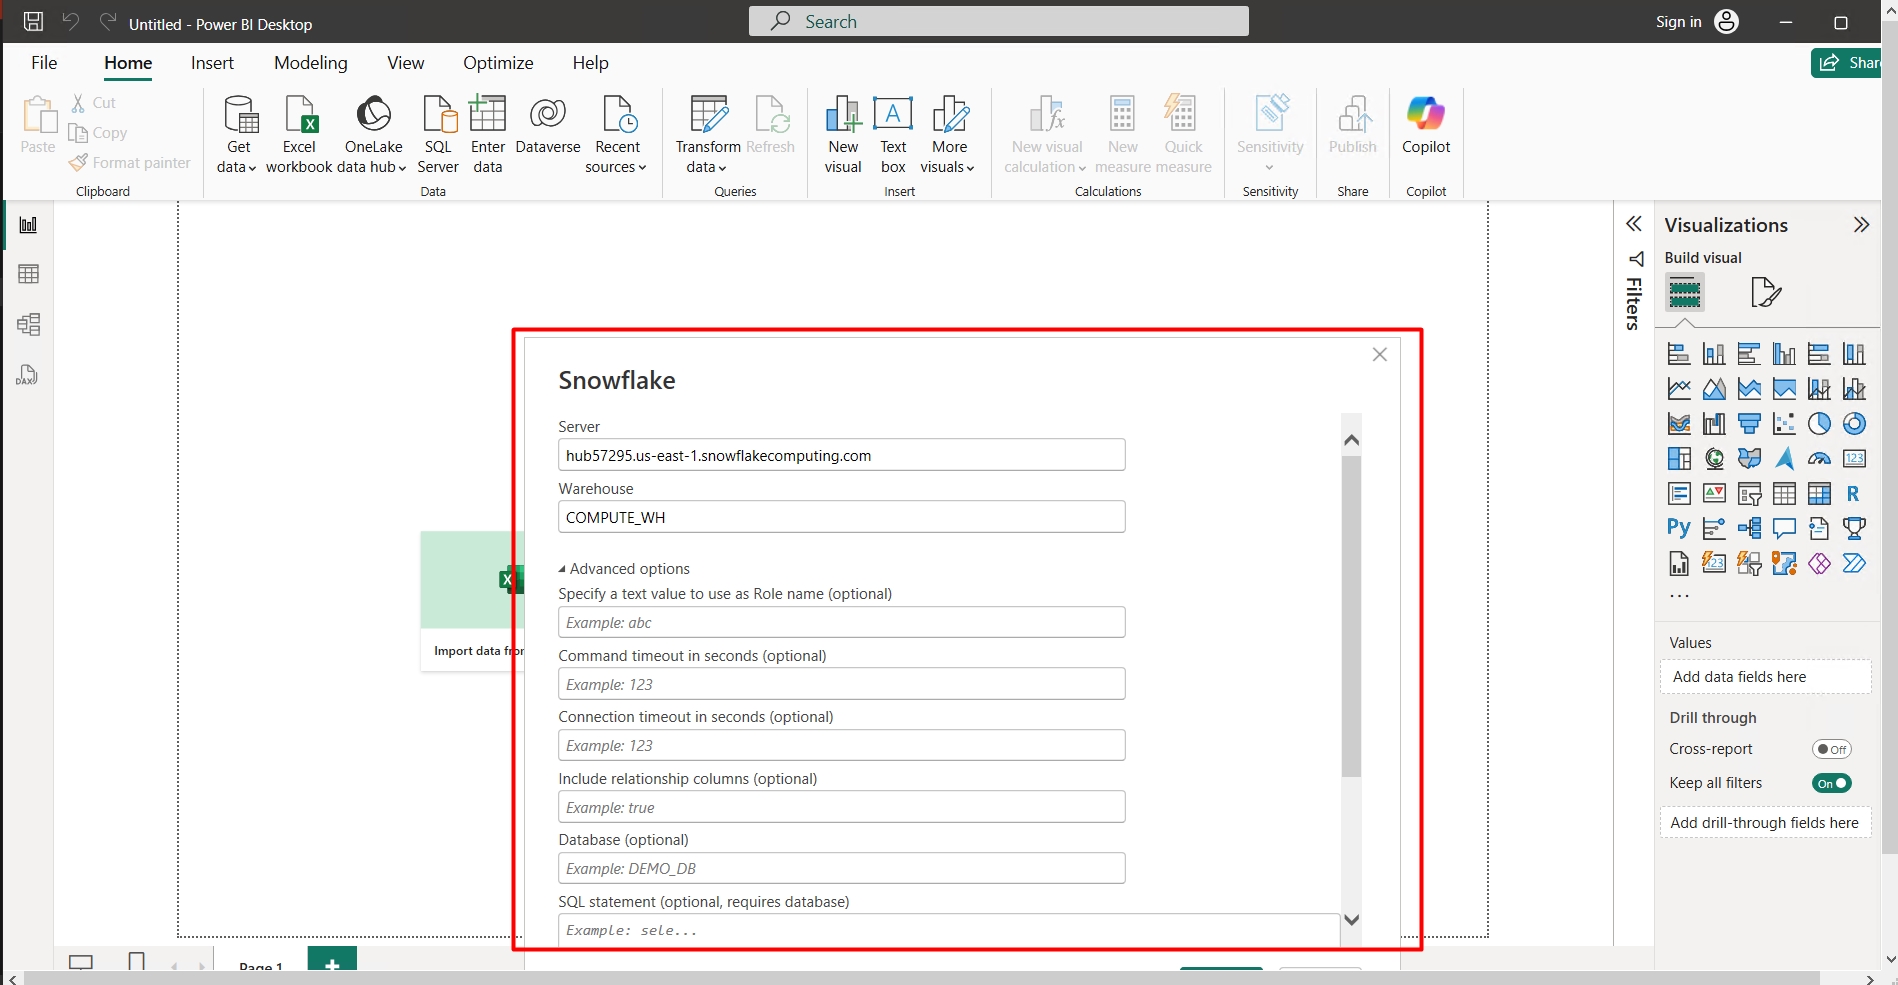 Untitled - Power BI Desktop
Search
Sign in
File
Home
Insert
Modeling
View
Optimize
Help
Share
Paste
Cut
Copy
Format painter
Clipboard
Get
data
Excel
workbook
OneLake
data hub
SQL
Server
Enter
data
Dataverse
Recent
sources
Data
Transform
data
Refresh
Queries
New
visual
Text
box
More
visuals
Insert
New visual
calculation
New
measure
Quick
measure
Calculations
Sensitivity
Sensitivity
Publish
Share
Copilot
Copilot
DAX
Import data from
Snowflake
Server
hub57295.us-east-1.snowflakecomputing.com
Warehouse
COMPUTE_WH
Advanced options
Specify a text value to use as Role name (optional)
Example: abc
Command timeout in seconds (optional)
Example: 123
Connection timeout in seconds (optional)
Example: 123
Include relationship columns (optional)
Example: true
Database (optional)
Example: DEMO_DB
SQL statement (optional, requires database)
Example: sele...
Page 1
Filters
Visualizations
Build visual
123
R
Py
123
...
Values
Add data fields here
Drill through
Cross-report
Off
Keep all filters
On
Add drill-through fields here